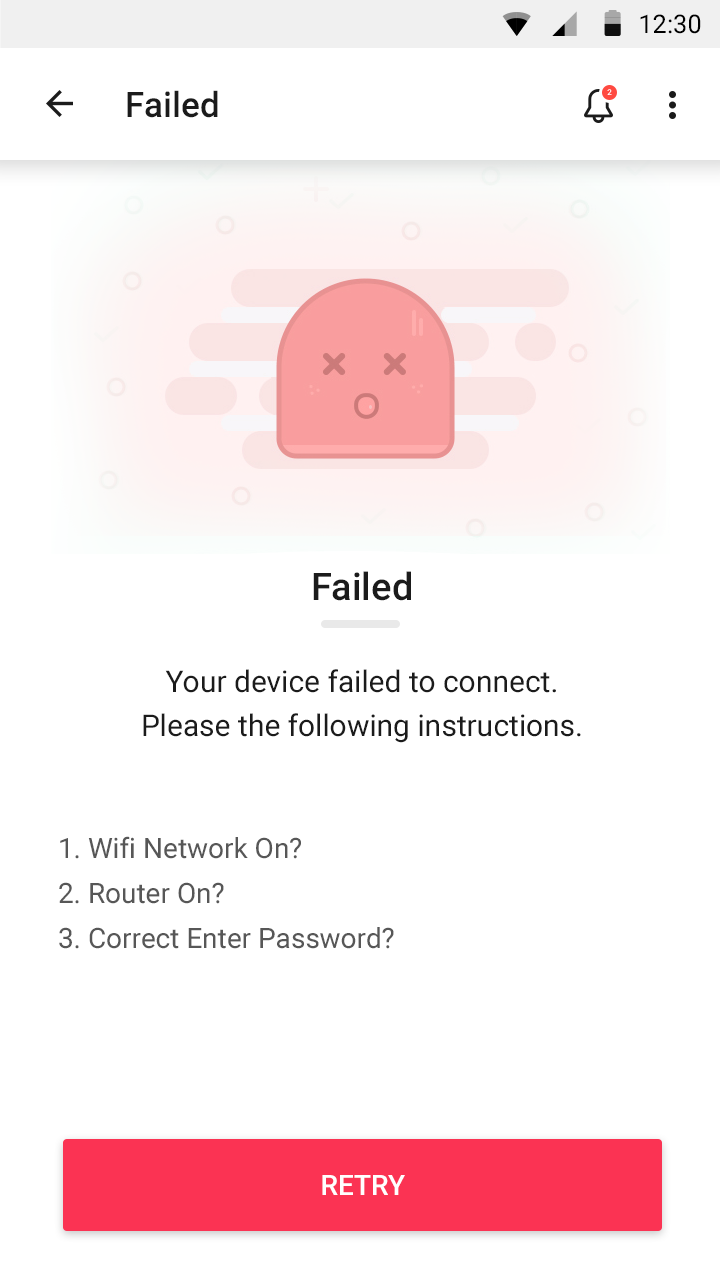 12:30
Failed
2
Failed
Your device failed to connect.
Please the following instructions.
1. Wifi Network On?
2. Router On?
3. Correct Enter Password?
RETRY